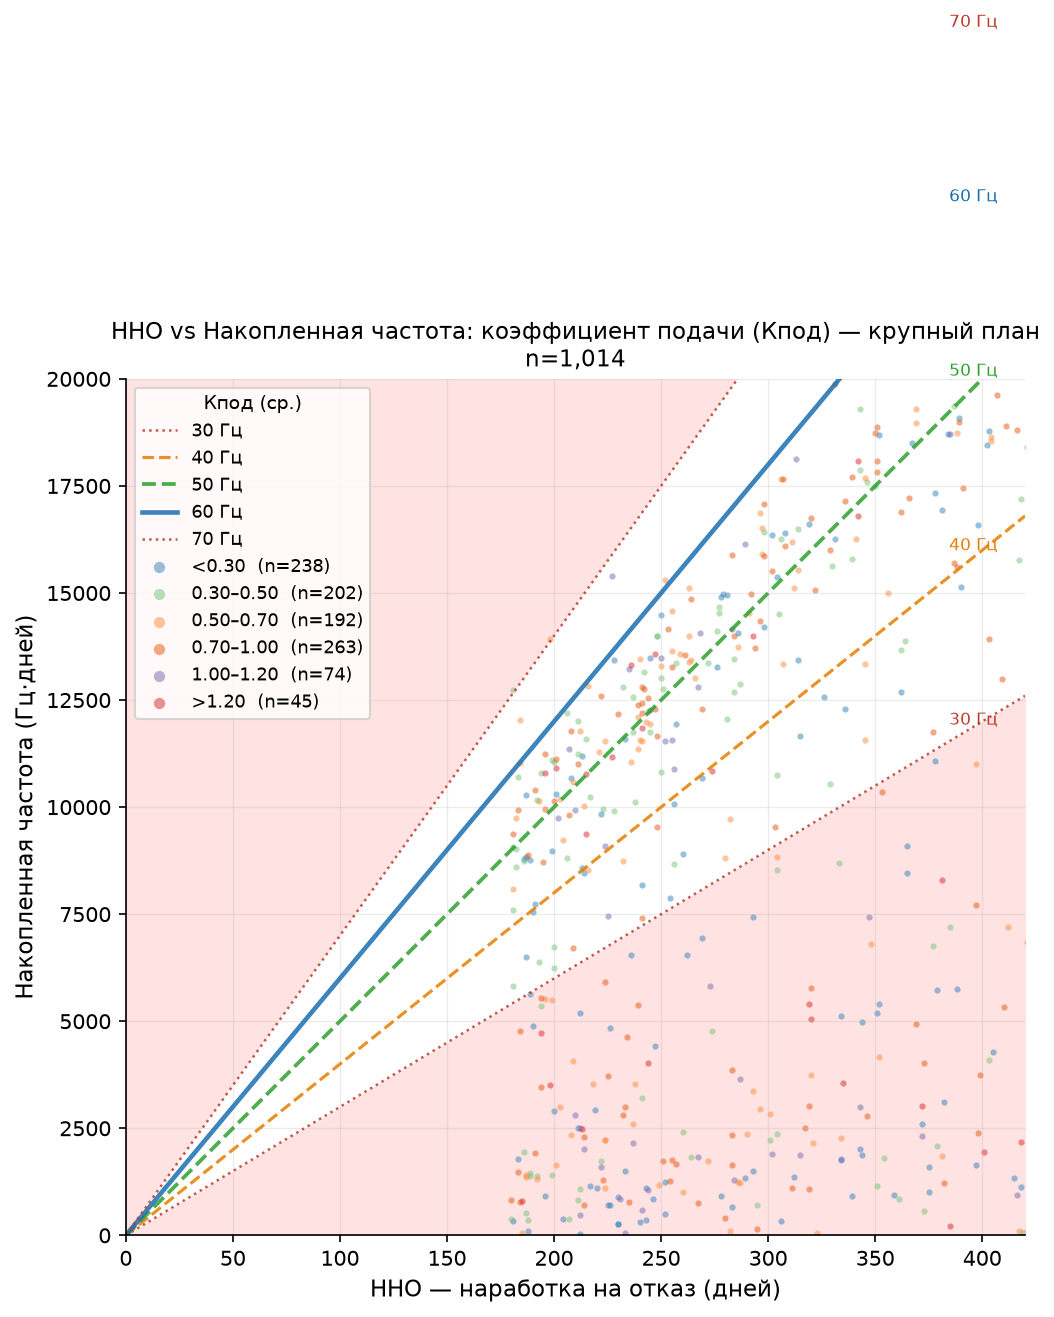 70 Гц
60 Гц
ННО vs Накопленная частота: коэффициент подачи (Кпод) — крупный план
n=1,014
50 Гц
40 Гц
30 Гц
Кпод (ср.)
30 Гц
40 Гц
50 Гц
60 Гц
70 Гц
<0.30 (n=238)
0.30–0.50 (n=202)
0.50–0.70 (n=192)
0.70–1.00 (n=263)
1.00–1.20 (n=74)
>1.20 (n=45)
Накопленная частота (Гц·дней)
20000
17500
15000
12500
10000
7500
5000
2500
0
0 50 100 150 200 250 300 350 400
ННО — наработка на отказ (дней)